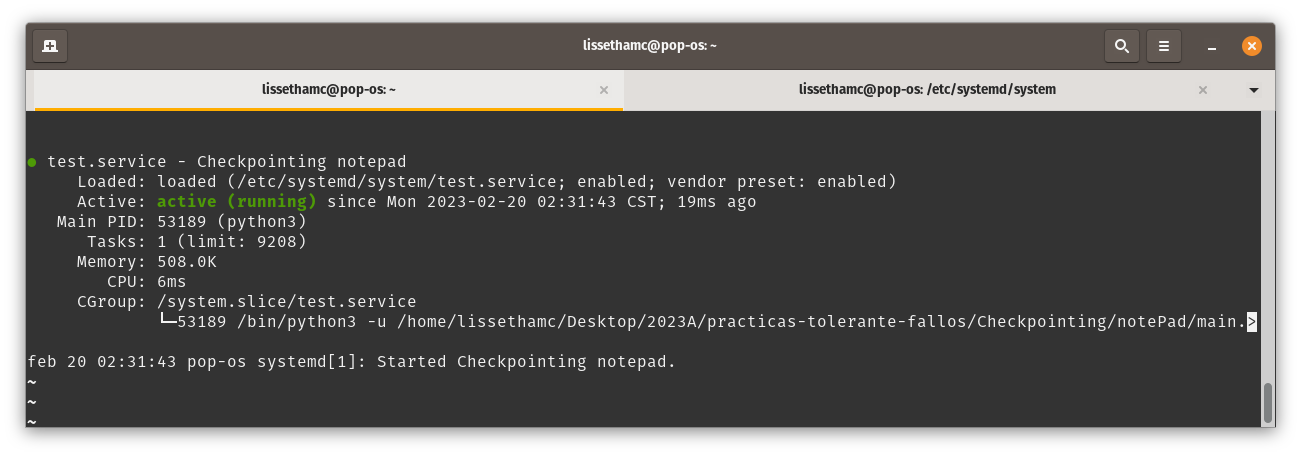 lissethamc@pop-os: ~
lissethamc@pop-os: ~
lissethamc@pop-os: /etc/systemd/system
● test.service - Checkpointing notepad
Loaded: loaded (/etc/systemd/system/test.service; enabled; vendor preset: enabled)
Active: active (running) since Mon 2023-02-20 02:31:43 CST; 19ms ago
Main PID: 53189 (python3)
Tasks: 1 (limit: 9208)
Memory: 508.0K
CPU: 6ms
CGroup: /system.slice/test.service
└─53189 /bin/python3 -u /home/lissethamc/Desktop/2023A/practicas-tolerante-fallos/Checkpointing/notePad/main.>
feb 20 02:31:43 pop-os systemd[1]: Started Checkpointing notepad.
~
~
~